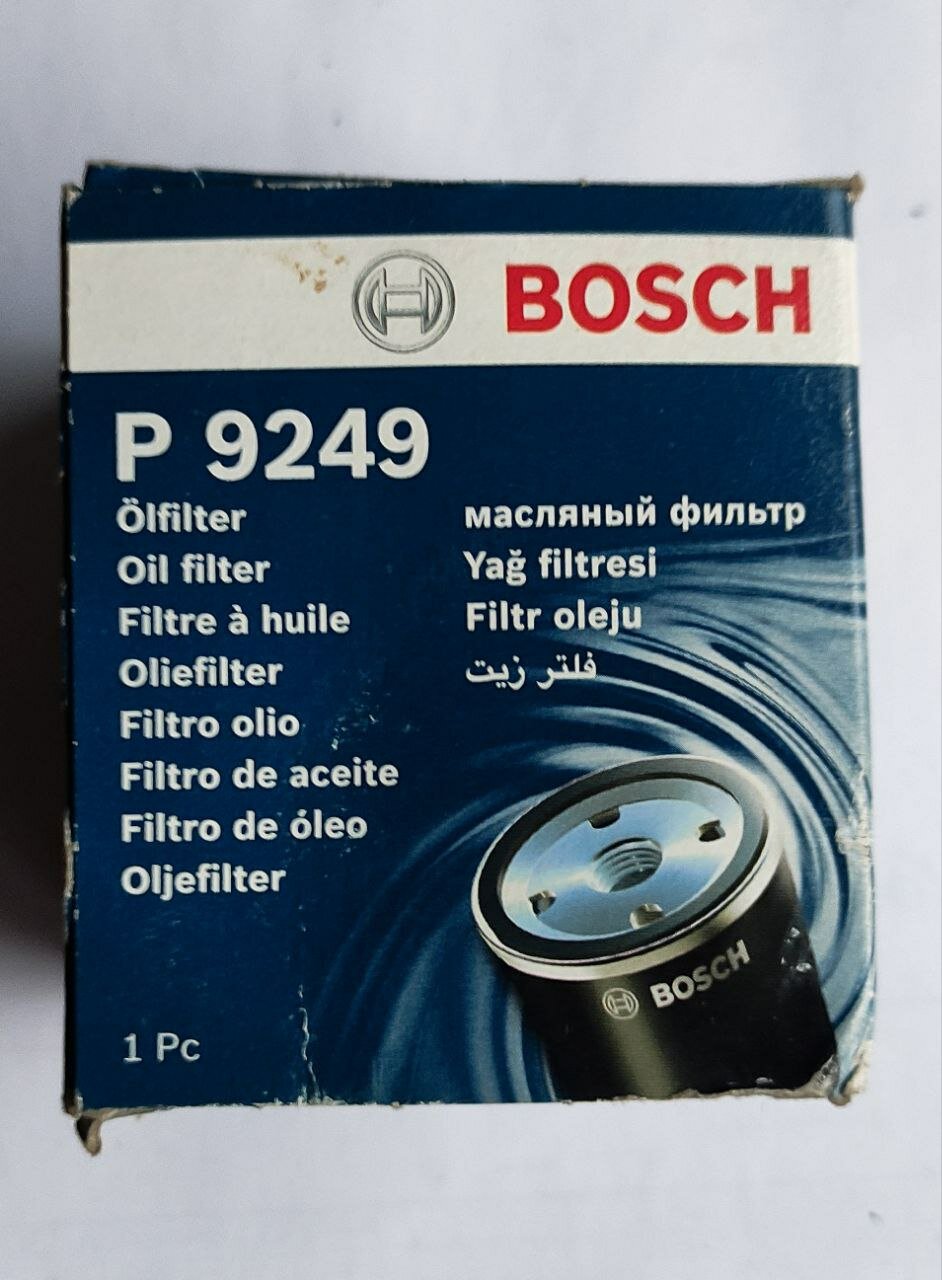 BOSCH
P 9249
Ölfilter
Oil filter
Filtre à huile
Oliefilter
Filtro olio
Filtro de aceite
Filtro de óleo
Oljefilter
масляный фильтр
Yağ filtresi
Filtr oleju
فلتر زيت
BOSCH
1 Pc